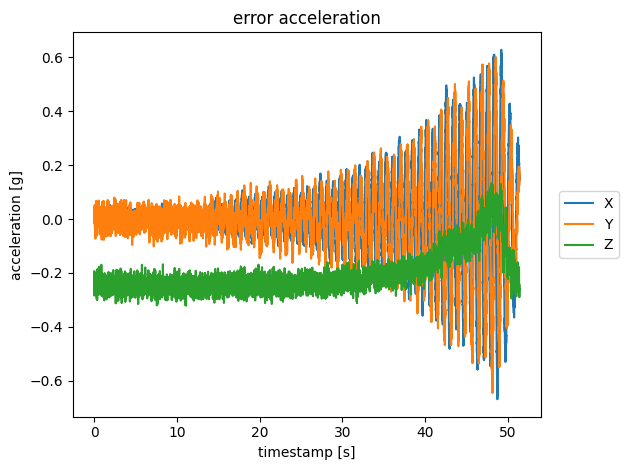 error acceleration
acceleration [g]
0.6
0.4
0.2
0.0
−0.2
−0.4
−0.6
0 10 20 30 40 50
timestamp [s]
X
Y
Z